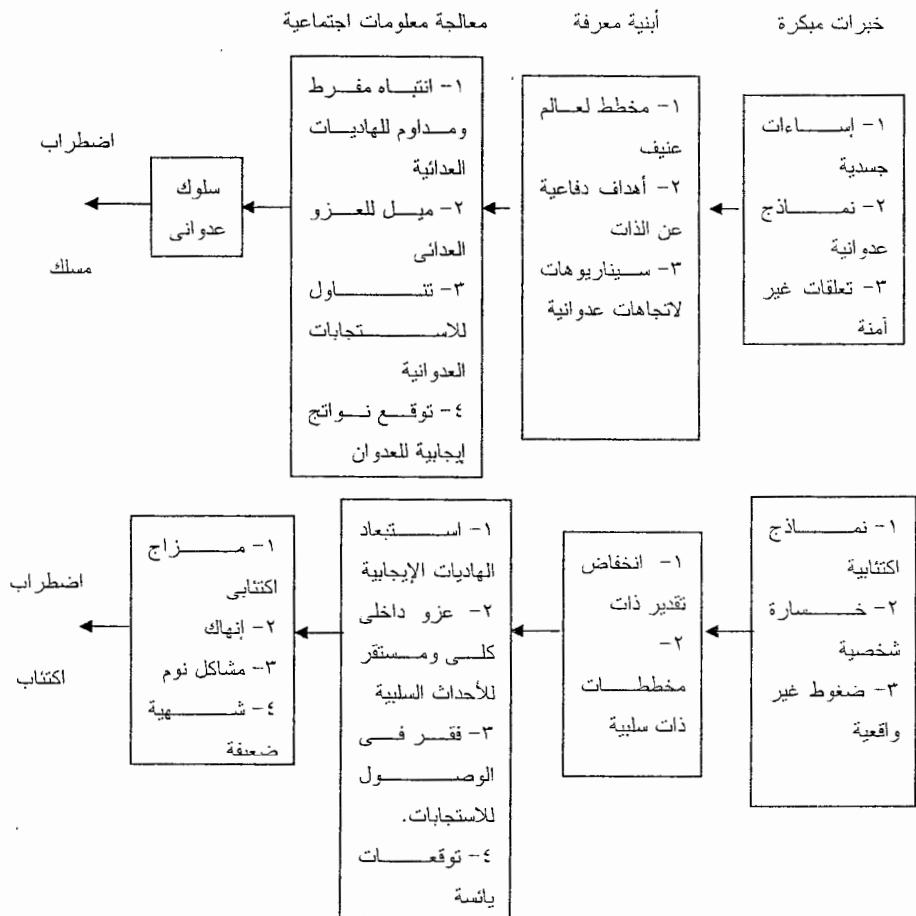 خبرات مبكرة
أبنية معرفة
معالجة معلومات اجتماعية
١- إساءات
جسدية
٢- نماذج
عدوانية
٣- تعلقات غير
آمنة
١- مخطط لعالم
عنيف
٢- أهداف دفاعية
عن الذات
٣- سيناريوهات
لاتجاهات عدوانية
١- انتباه مفرط
ومداوم للهاديات
العدائية
٢- ميل للعزو
العدائى
٣- تناول
للاستجابات
العدوانية
٤- توقع نواتج
إيجابية للعدوان
سلوك
عدوانى
اضطراب
مسلك
١- نماذج
اكتئابية
٢- خسارة
شخصية
٣- ضغوط غير
واقعية
١- انخفاض
تقدير ذات
٢-
مخططات
ذات سلبية
١- استبعاد
الهاديات الإيجابية
٢- عزو داخلى
كلى ومستقر
للأحداث السلبية
٣- فقر فى
الوصول
للاستجابات.
٤- توقعات
يائسة
١- مزاج
اكتئابى
٢- إنهاك
٣- مشاكل نوم
٤- شهية
ضعيفة
اضطراب
اكتئاب